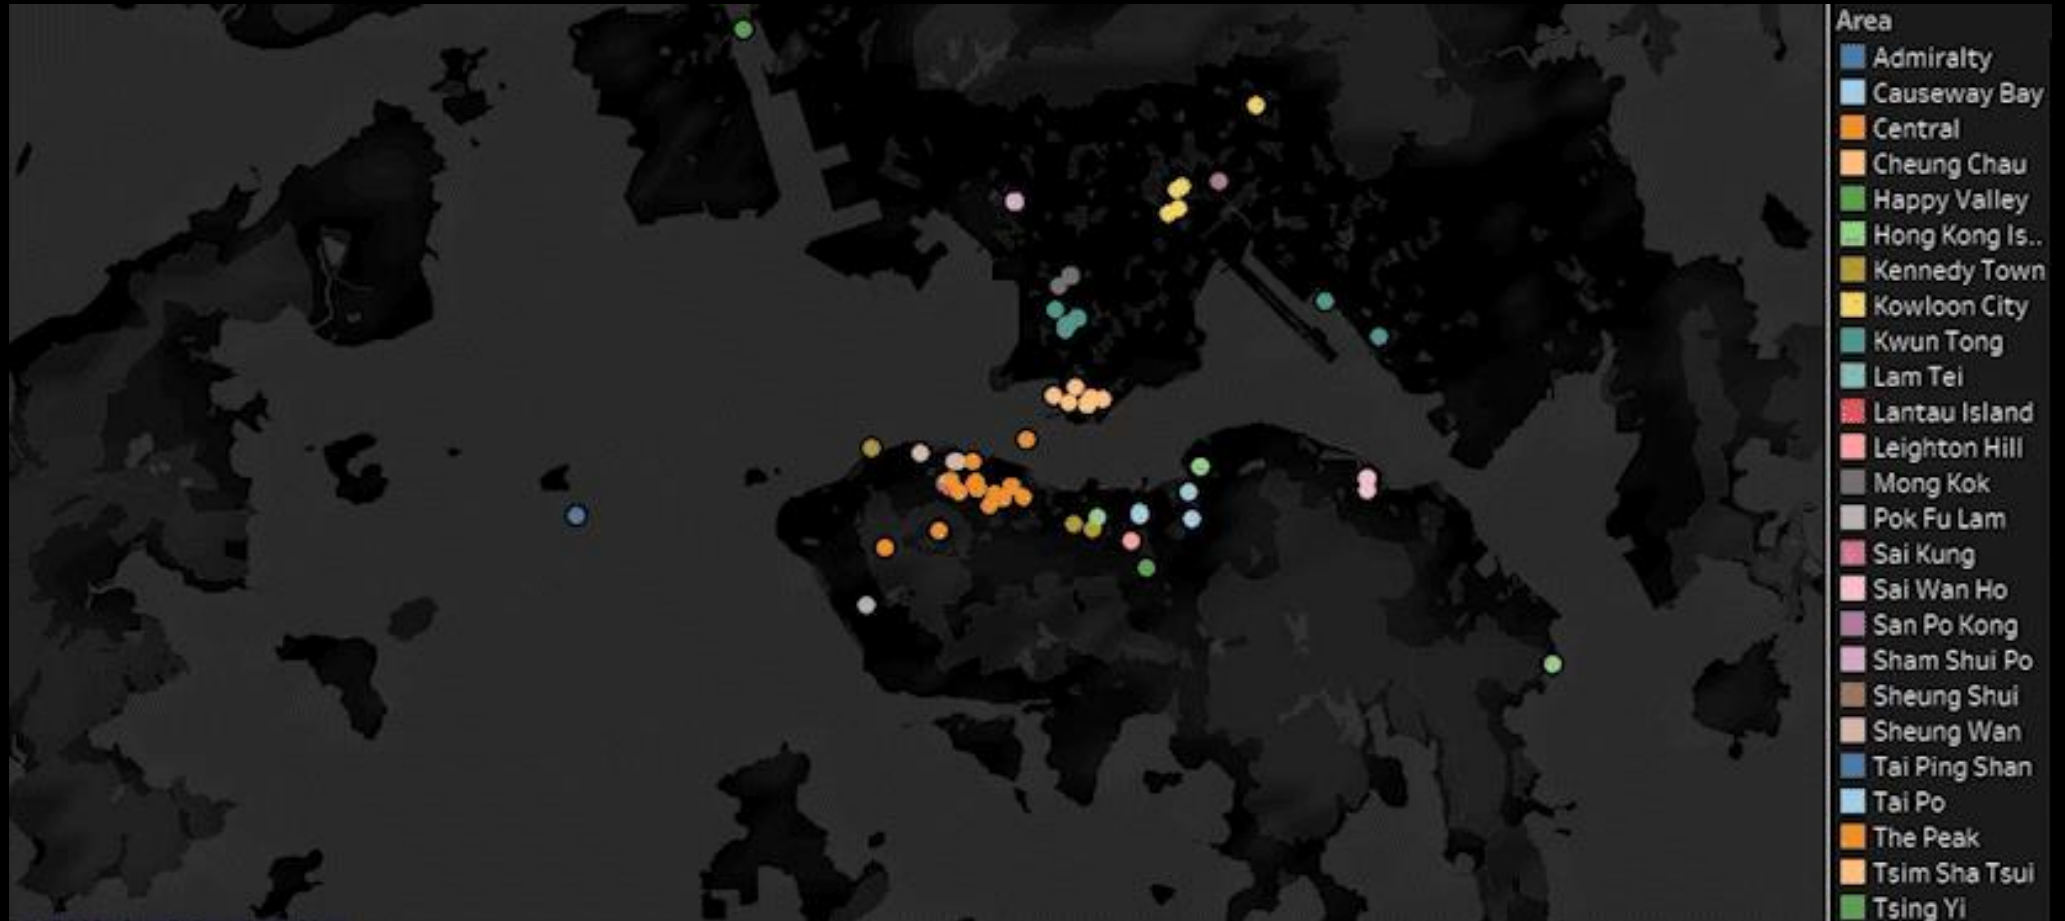 Area
Admiralty
Causeway Bay
Central
Cheung Chau
Happy Valley
Hong Kong Is..
Kennedy Town
Kowloon City
Kwun Tong
Lam Tei
Lantau Island
Leighton Hill
Mong Kok
Pok Fu Lam
Sai Kung
Sai Wan Ho
San Po Kong
Sham Shui Po
Sheung Shui
Sheung Wan
Tai Ping Shan
Tai Po
The Peak
Tsim Sha Tsui
Tsing Yi